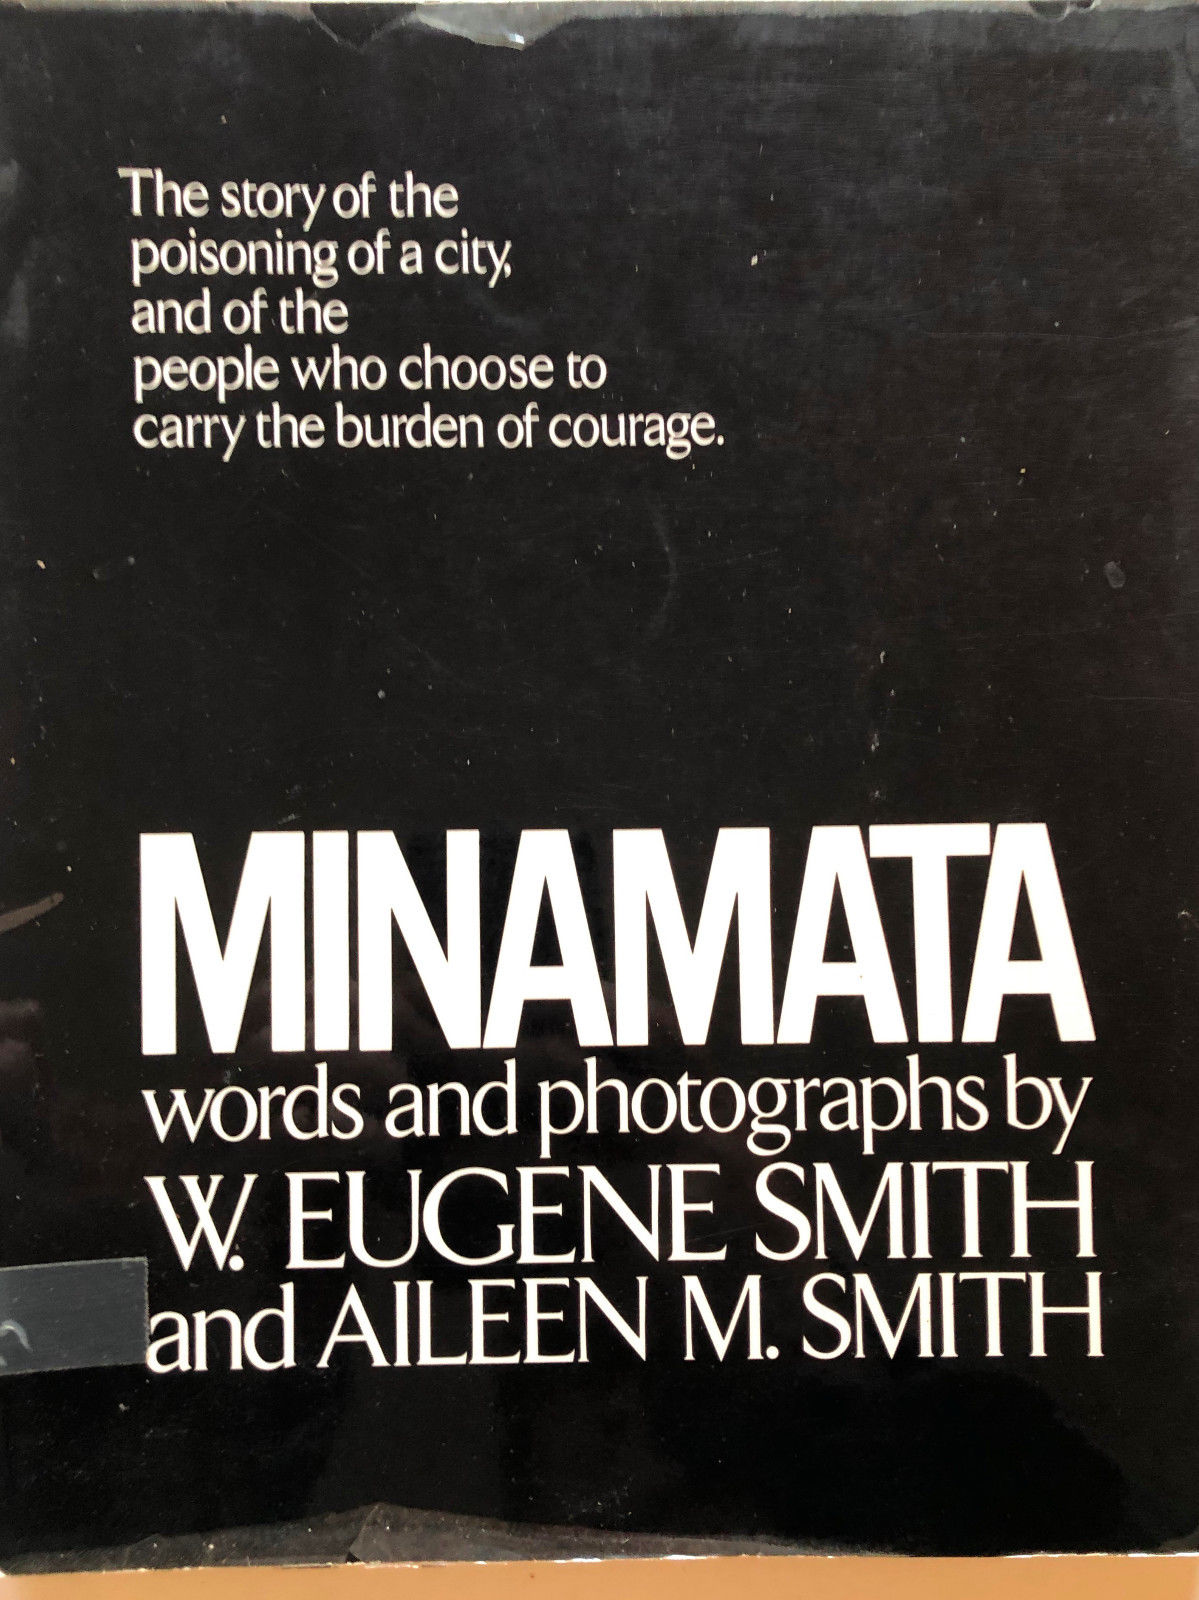 The story of the
poisoning of a city,
and of the
people who choose to
carry the burden of courage.
MINAMATA
words and photographs by
W. EUGENE SMITH
and AILEEN M. SMITH